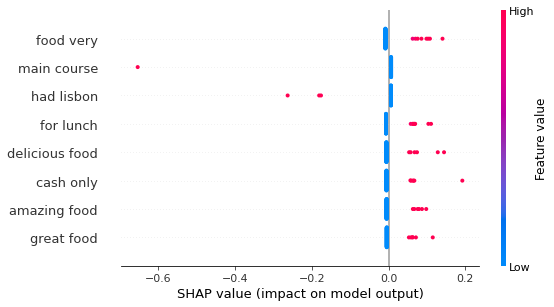 High
food very
main course
had lisbon
for lunch
delicious food
cash only
amazing food
great food
Feature value
Low
−0.6 −0.4 −0.2 0.0 0.2
SHAP value (impact on model output)